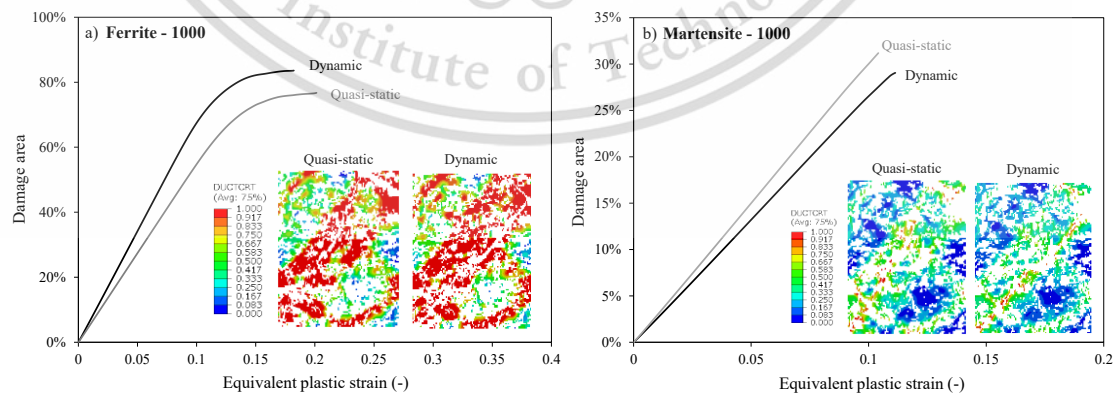 Institute of Techno
a) Ferrite - 1000
100%
80%
60%
40%
20%
0%
Damage area
Dynamic
Quasi-static
Quasi-static
Dynamic
DUCTCRT
(Avg: 75%)
1.000
0.917
0.833
0.750
0.667
0.583
0.500
0.417
0.333
0.250
0.167
0.083
0.000
0
0.05
0.1
0.15
0.2
0.25
0.3
0.35
0.4
Equivalent plastic strain (-)
b) Martensite - 1000
35%
30%
25%
20%
15%
10%
5%
0%
Damage area
Quasi-static
Dynamic
Quasi-static
Dynamic
DUCTCRT
(Avg: 75%)
1.000
0.917
0.833
0.750
0.667
0.583
0.500
0.417
0.333
0.250
0.167
0.083
0.000
0
0.05
0.1
0.15
0.2
Equivalent plastic strain (-)